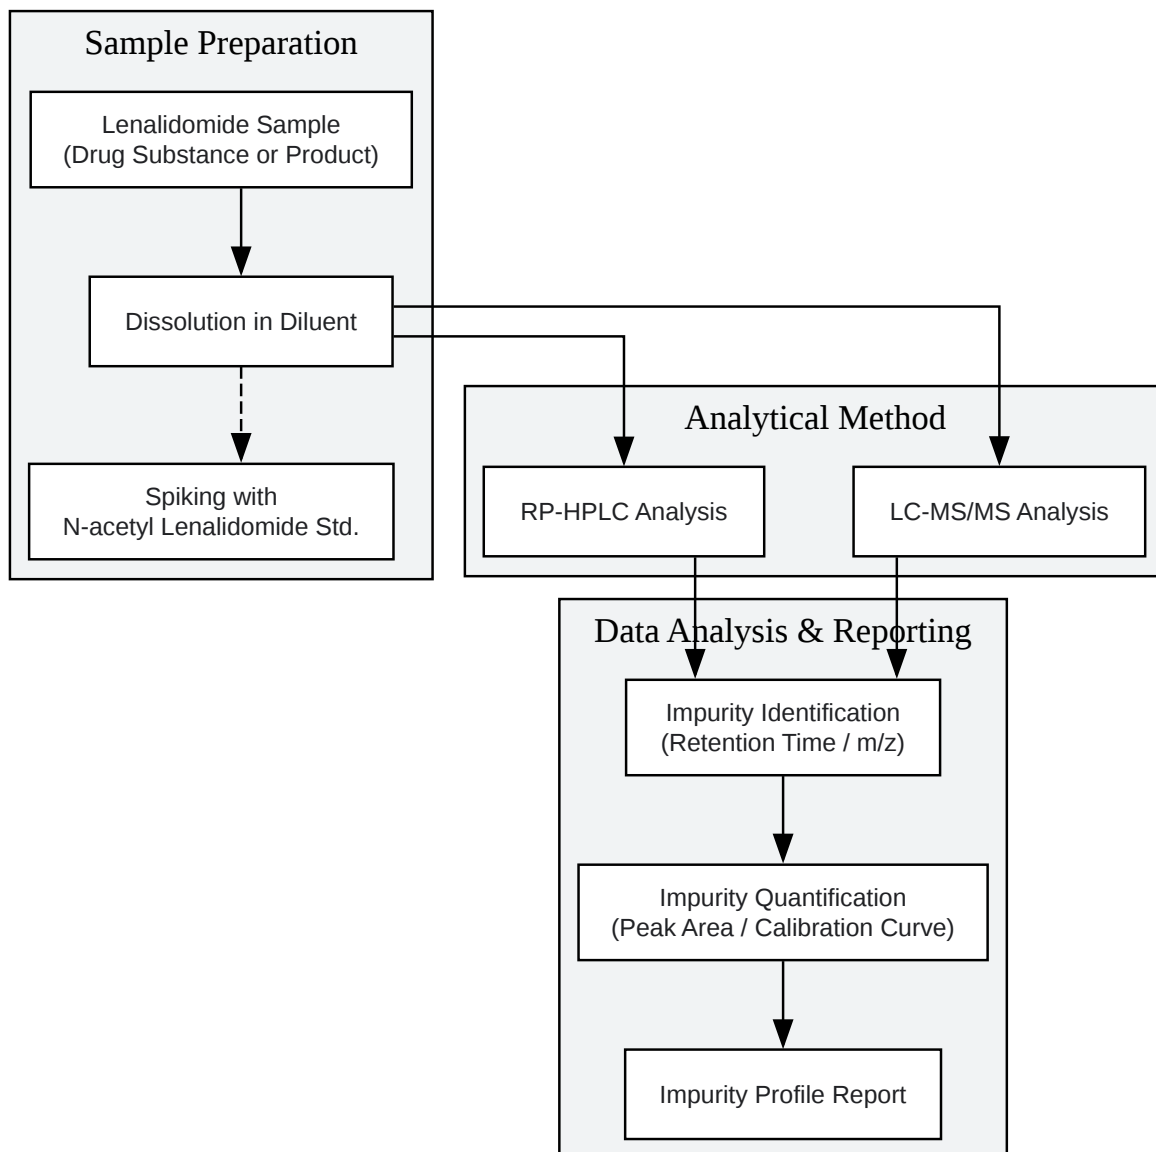 Sample Preparation
Lenalidomide Sample
(Drug Substance or Product)
Dissolution in Diluent
Spiking with
N-acetyl Lenalidomide Std.
Analytical Method
RP-HPLC Analysis
LC-MS/MS Analysis
Data Analysis & Reporting
Impurity Identification
(Retention Time / m/z)
Impurity Quantification
(Peak Area / Calibration Curve)
Impurity Profile Report